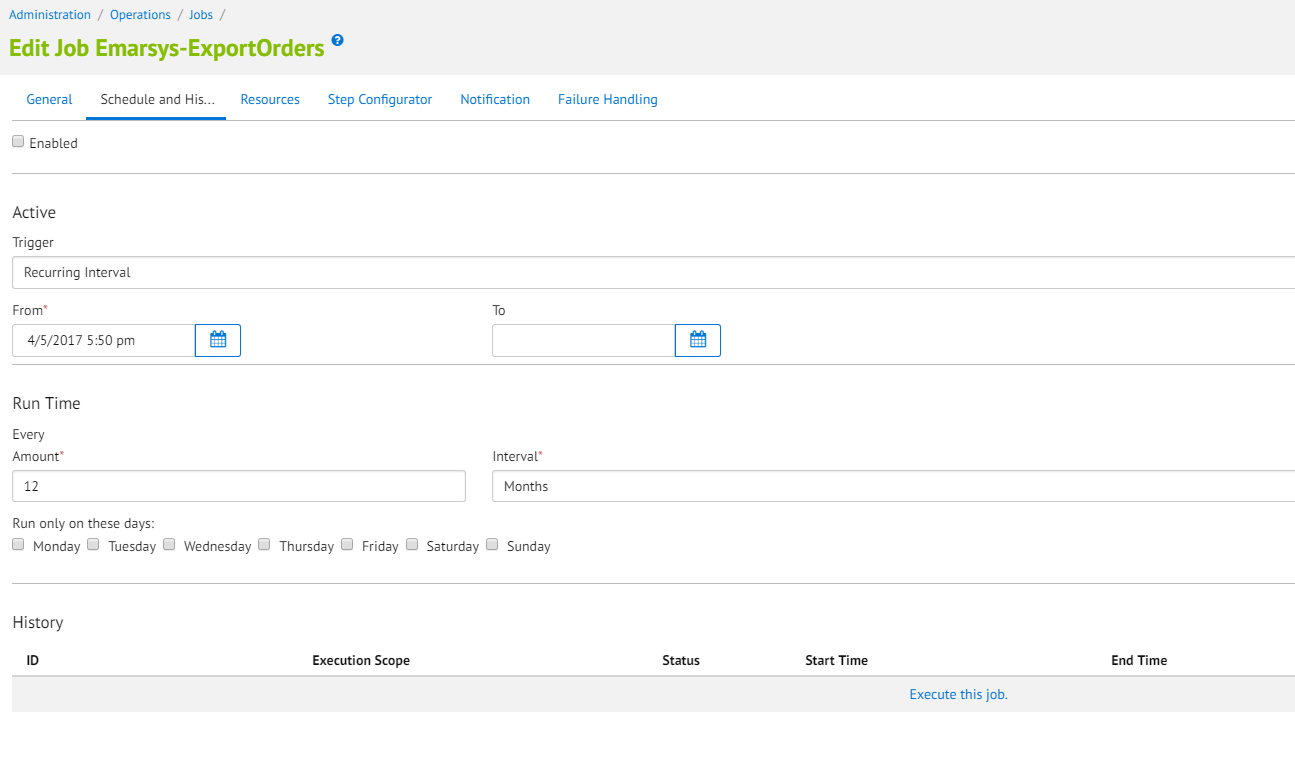 Administration / Operations / Jobs /
Edit Job Emarsys-ExportOrders ?
General Schedule and His... Resources Step Configurator Notification Failure Handling
Enabled
Active
Trigger
Recurring Interval
From* To
4/5/2017 5:50 pm
Run Time
Every
Amount* Interval*
12 Months
Run only on these days:
Monday Tuesday Wednesday Thursday Friday Saturday Sunday
History
ID Execution Scope Status Start Time End Time
Execute this job.